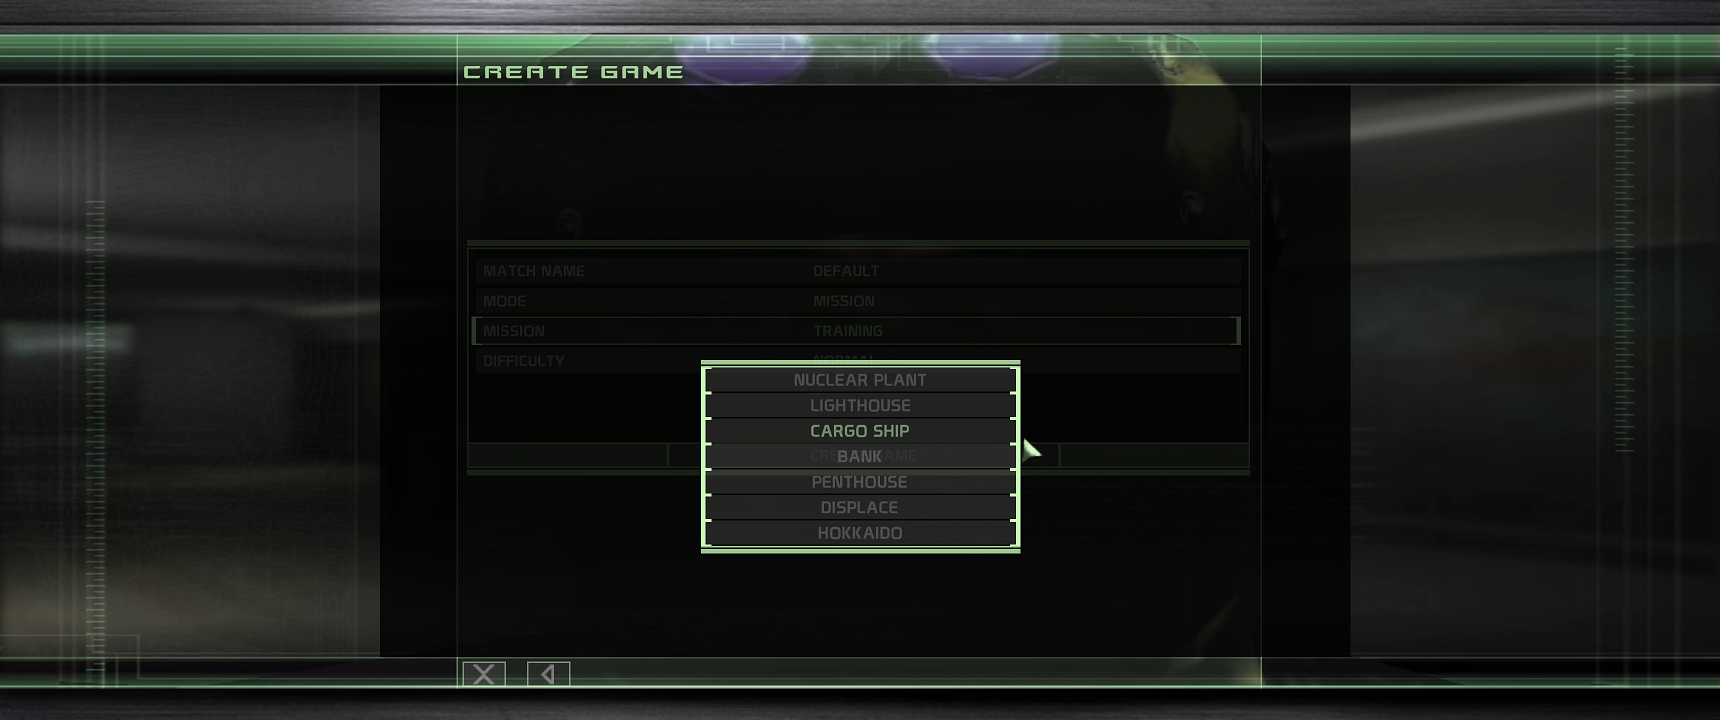 CREATE GAME
MATCH NAME DEFAULT
MODE MISSION
MISSION TRAINING
DIFFICULTY NORMAL
NUCLEAR PLANT
LIGHTHOUSE
CARGO SHIP
BANK
PENTHOUSE
DISPLACE
HOKKAIDO